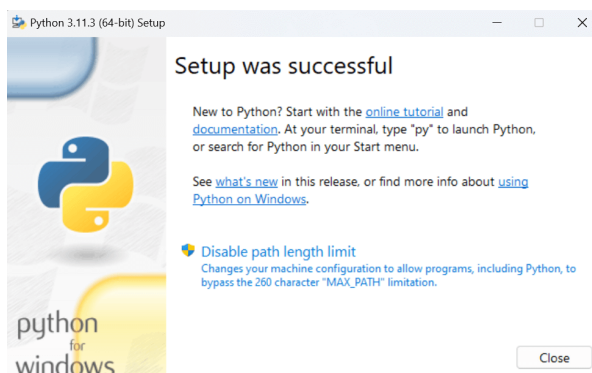 Python 3.11.3 (64-bit) Setup
Setup was successful
New to Python? Start with the online tutorial and
documentation. At your terminal, type "py" to launch Python,
or search for Python in your Start menu.
See what's new in this release, or find more info about using
Python on Windows.
Disable path length limit
Changes your machine configuration to allow programs, including Python, to
bypass the 260 character "MAX_PATH" limitation.
python
for
windows
Close